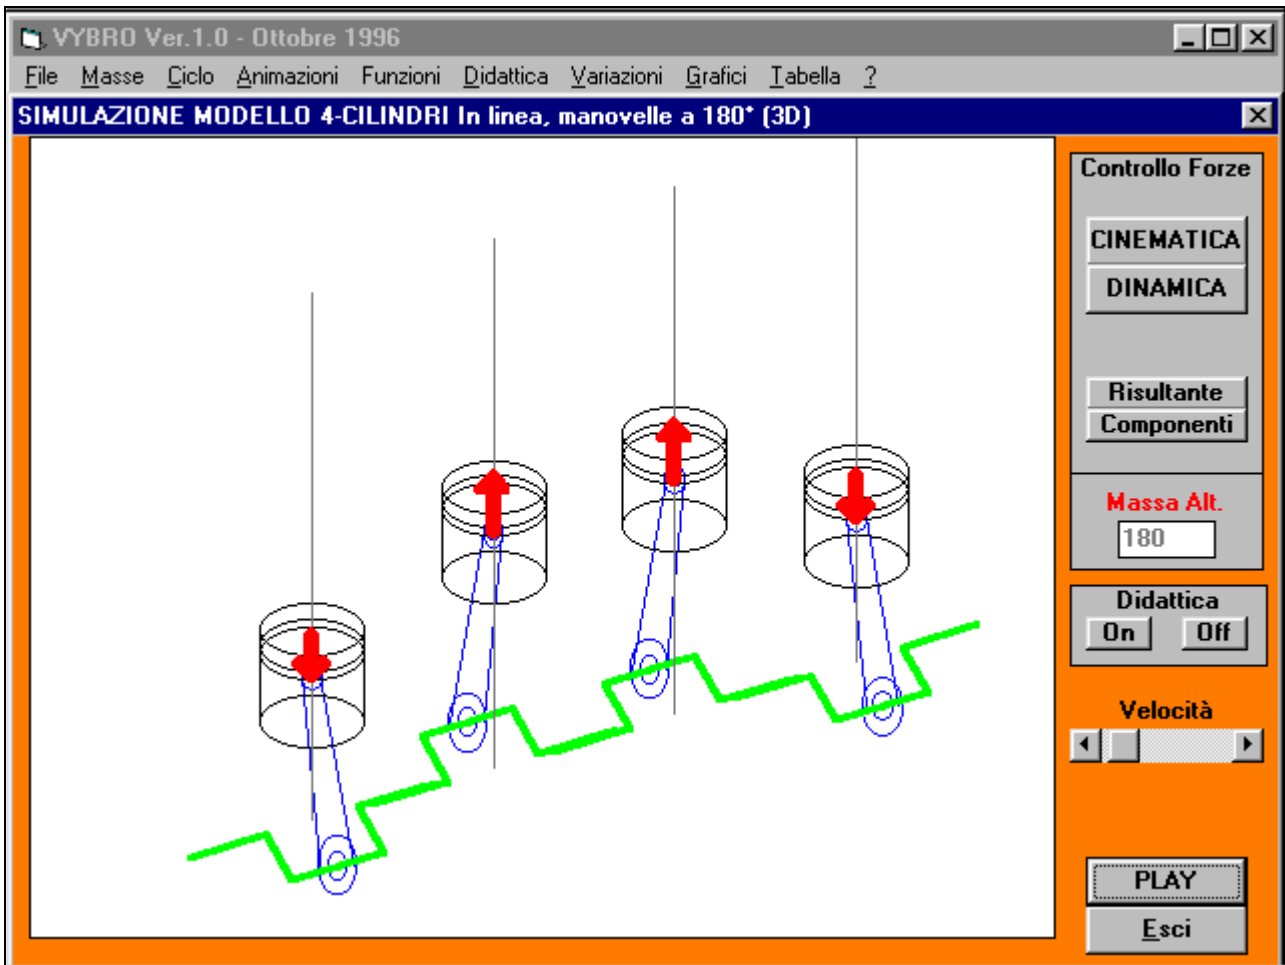 VYBRO Ver.1.0 - Ottobre 1996
File Masse Ciclo Animazioni Funzioni Didattica Variazioni Grafici Tabella ?
SIMULAZIONE MODELLO 4-CILINDRI In linea, manovelle a 180° (3D)
Controllo Forze
CINEMATICA
DINAMICA
Risultante
Componenti
Massa Alt.
180
Didattica
On Off
Velocità
PLAY
Esci